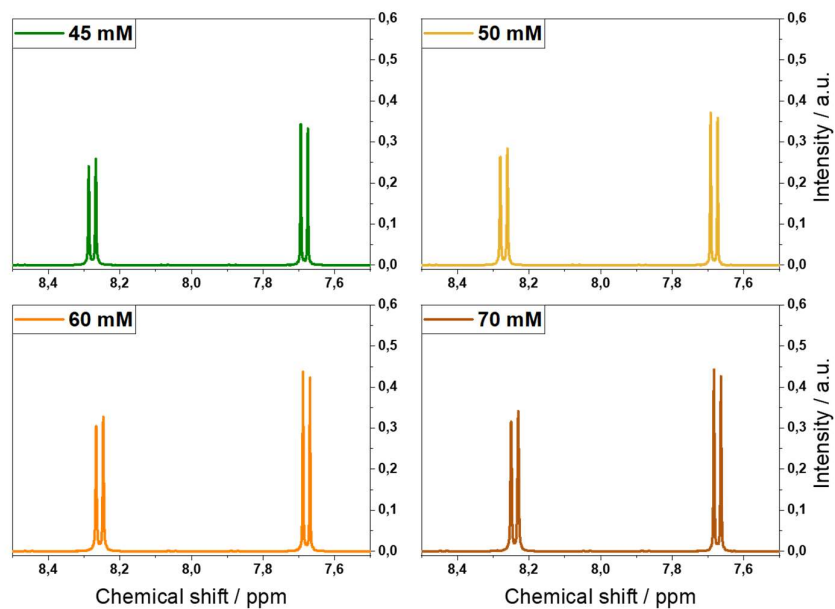 45 mM
50 mM
0,6
0,5
0,4
0,3
0,2
0,1
0,0
8,4 8,2 8,0 7,8 7,6
0,6
0,5
0,4
0,3
0,2
0,1
0,0
8,4 8,2 8,0 7,8 7,6
Intensity / a.u.
60 mM
70 mM
0,6
0,5
0,4
0,3
0,2
0,1
0,0
8,4 8,2 8,0 7,8 7,6
Chemical shift / ppm
0,6
0,5
0,4
0,3
0,2
0,1
0,0
8,4 8,2 8,0 7,8 7,6
Chemical shift / ppm
Intensity / a.u.